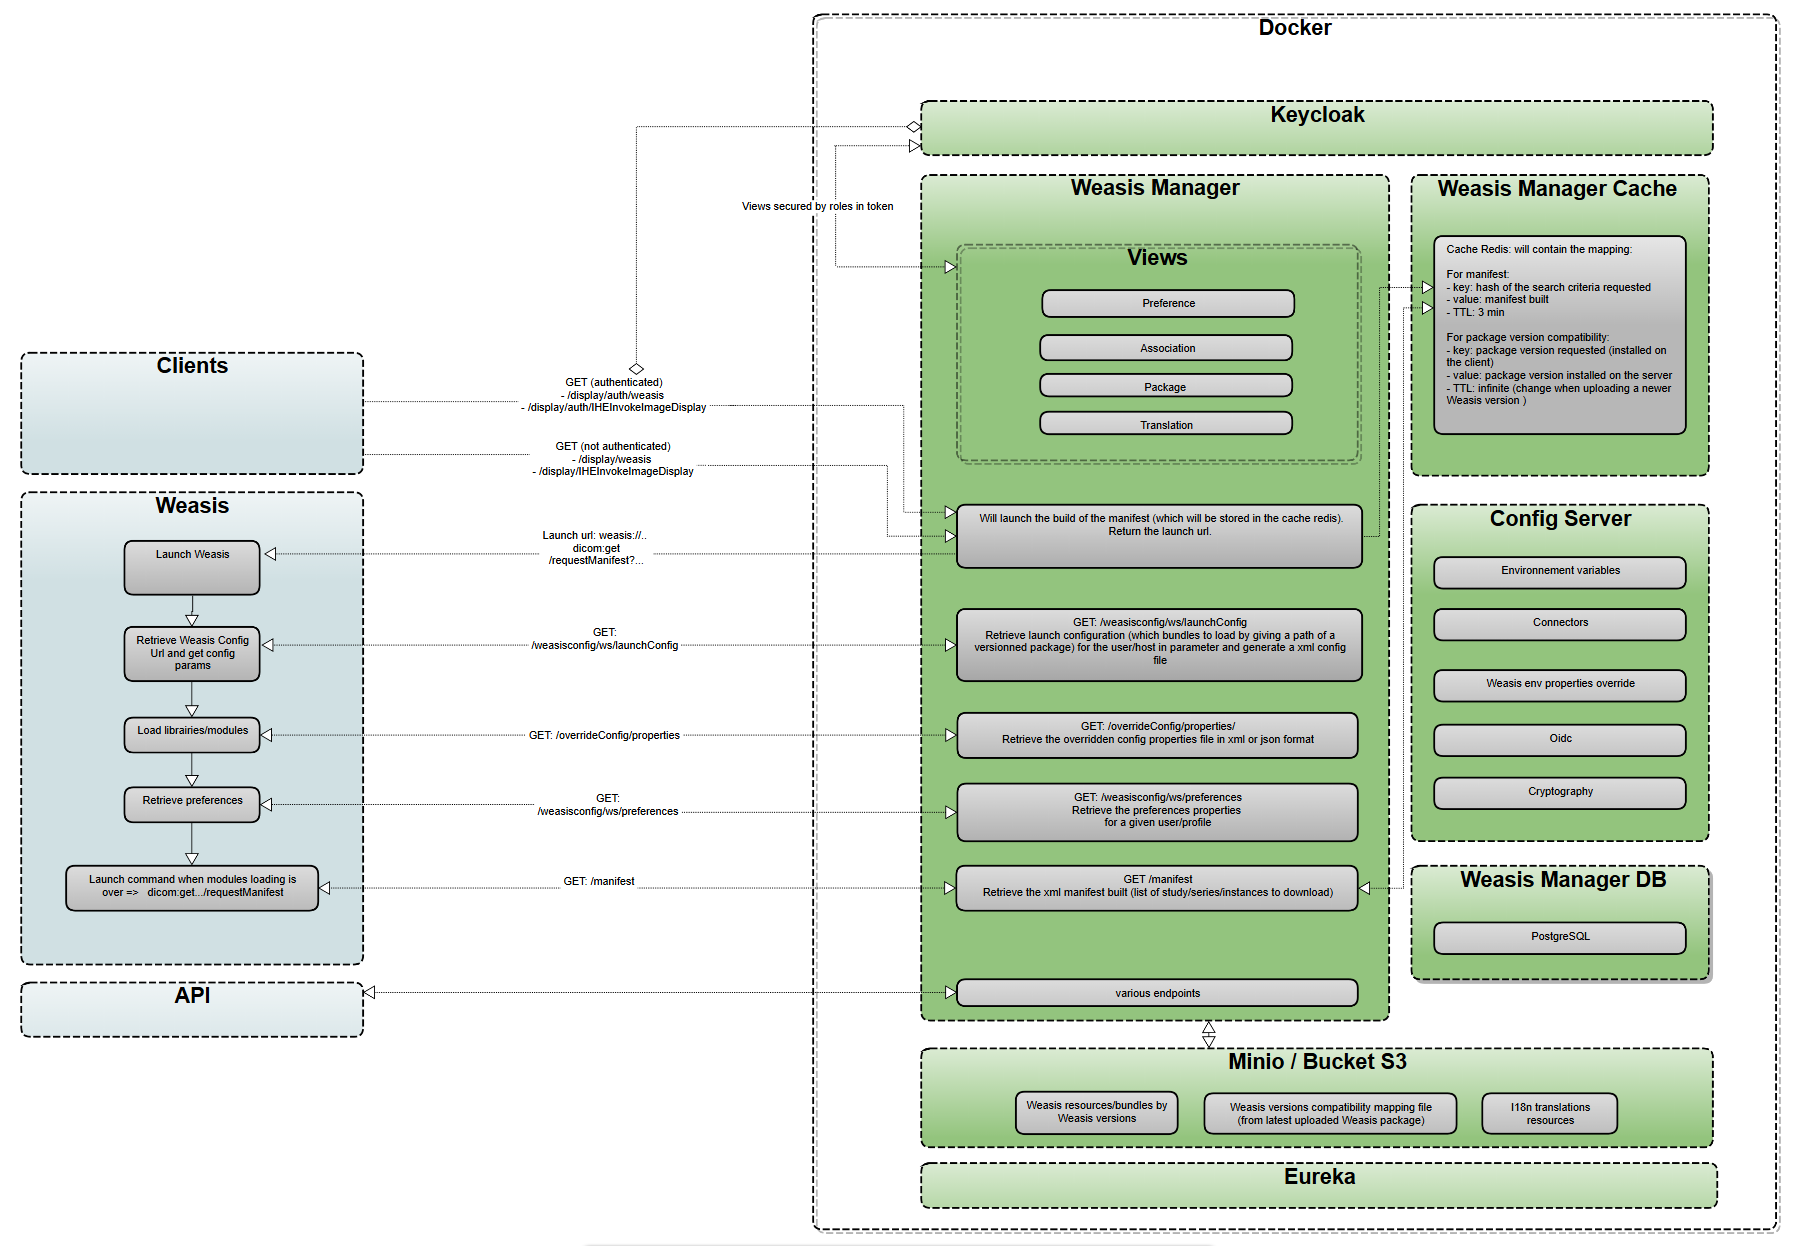 Docker
Keycloak
Views secured by roles in token
Weasis Manager
Views
Preference
Association
Package
Translation
Weasis Manager Cache
Cache Redis: will contain the mapping:
For manifest:
- key: hash of the search criteria requested
- value: manifest built
- TTL: 3 min
For package version compatibility:
- key: package version requested (installed on
the client)
- value: package version installed on the server
- TTL: infinite (change when uploading a newer
Weasis version )
Clients
GET (authenticated)
- /display/auth/weasis
- /display/auth/IHEInvokeImageDisplay
GET (not authenticated)
- /display/weasis
- /display/IHEInvokeImageDisplay
Weasis
Launch Weasis
Launch url: weasis://..
dicom:get
/requestManifest?...
Will launch the build of the manifest (which will be stored in the cache redis).
Return the launch url.
Retrieve Weasis Config
Url and get config
params
GET:
/weasisconfig/ws/launchConfig
GET: /weasisconfig/ws/launchConfig
Retrieve launch configuration (which bundles to load by giving a path of a
versionned package) for the user/host in parameter and generate a xml config
file
Load librairies/modules
GET: /overrideConfig/properties
GET: /overrideConfig/properties/
Retrieve the overridden config properties file in xml or json format
Retrieve preferences
GET:
/weasisconfig/ws/preferences
GET: /weasisconfig/ws/preferences
Retrieve the preferences properties
for a given user/profile
Launch command when modules loading is
over => dicom:get.../requestManifest
GET: /manifest
GET /manifest
Retrieve the xml manifest built (list of study/series/instances to download)
Config Server
Environnement variables
Connectors
Weasis env properties override
Oidc
Cryptography
Weasis Manager DB
PostgreSQL
API
various endpoints
Minio / Bucket S3
Weasis resources/bundles by
Weasis versions
Weasis versions compatibility mapping file
(from latest uploaded Weasis package)
I18n translations
resources
Eureka